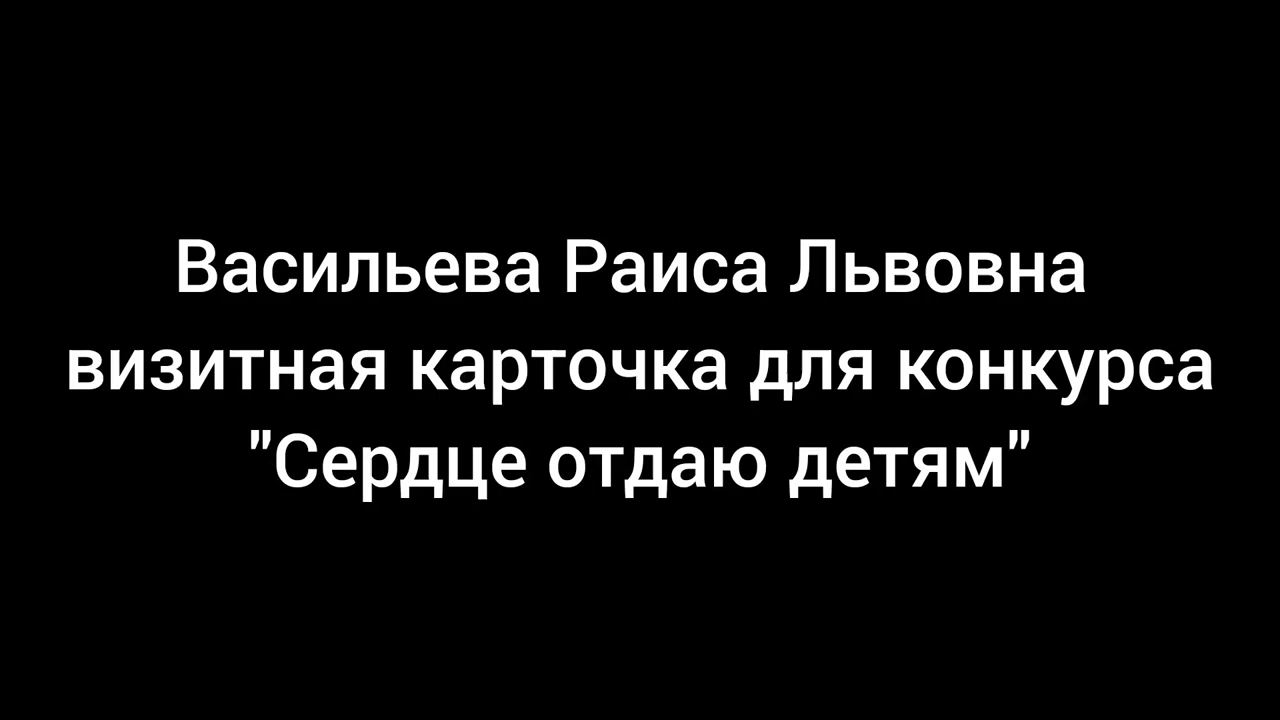 Васильева Раиса Львовна
визитная карточка для конкурса
"Сердце отдаю детям"